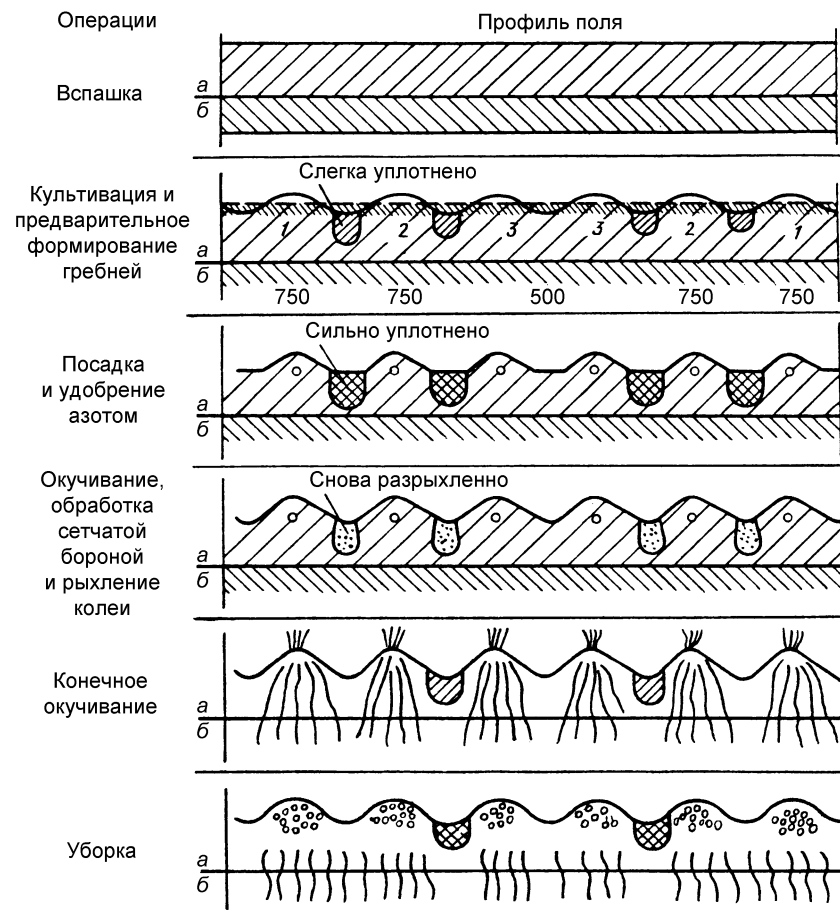 Операции
Профиль поля
Вспашка
а
б
Культивация и
предварительное
формирование
гребней
Слегка уплотнено
1 2 3 3 2 1
а
б
750 750 500 750 750
Посадка
и удобрение
азотом
Сильно уплотнено
а
б
Окучивание,
обработка
сетчатой
бороной
и рыхление
колеи
Снова разрыхленно
а
б
Конечное
окучивание
а
б
Уборка
а
б